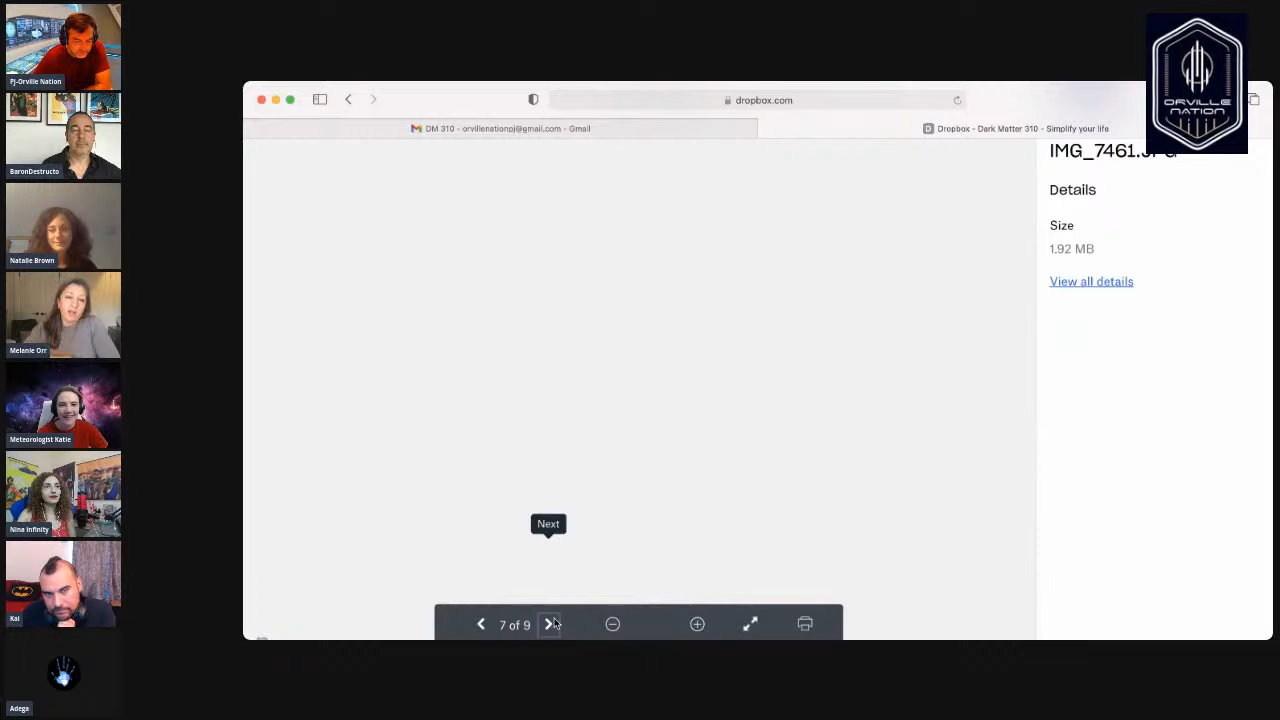 PJ-Orville Nation
BaronDestructo
Natalie Brown
Melanie Orr
Meteorologist Katie
Nina Infinity
Kai
Adega
dropbox.com
DM 310 - orvillenationpj@gmail.com - Gmail
Dropbox - Dark Matter 310 - Simplify your life
ORVILLE
NATION
IMG_7461.JPG
Details
Size
1.92 MB
View all details
Next
7 of 9